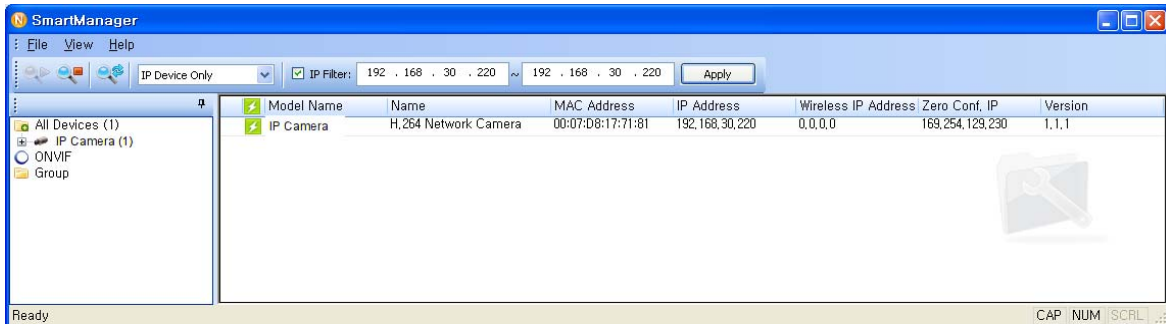 SmartManager
File View Help
IP Device Only IP Filter: 192 . 168 . 30 . 220 ~ 192 . 168 . 30 . 220 Apply
Model Name Name MAC Address IP Address Wireless IP Address Zero Conf, IP Version
All Devices (1) IP Camera H,264 Network Camera 00:07:D8:17:71:81 192,168,30,220 0,0,0,0 169,254,129,230 1,1,1
IP Camera (1)
ONVIF
Group
Ready CAP NUM SCRL